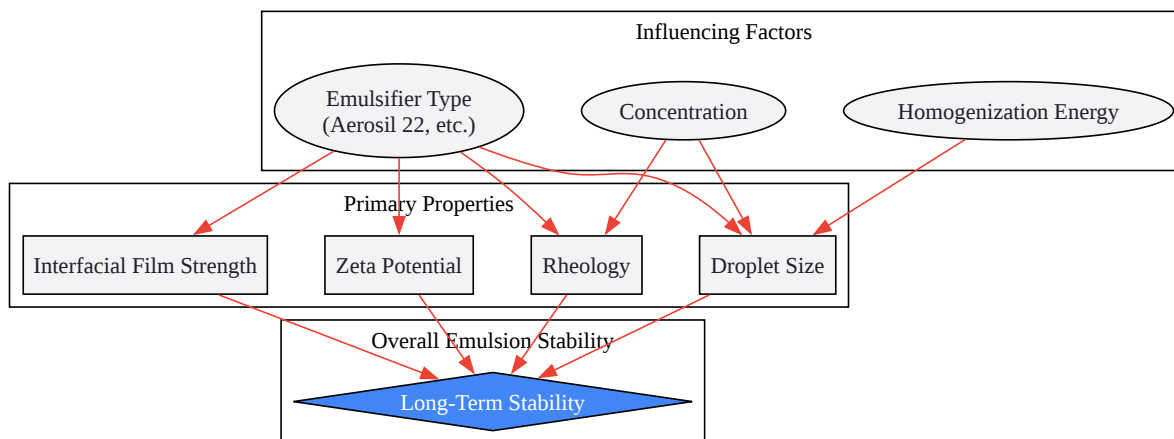 Influencing Factors
Emulsifier Type
(Aerosil 22, etc.)
Concentration
Homogenization Energy
Primary Properties
Interfacial Film Strength
Zeta Potential
Rheology
Droplet Size
Overall Emulsion Stability
Long-Term Stability